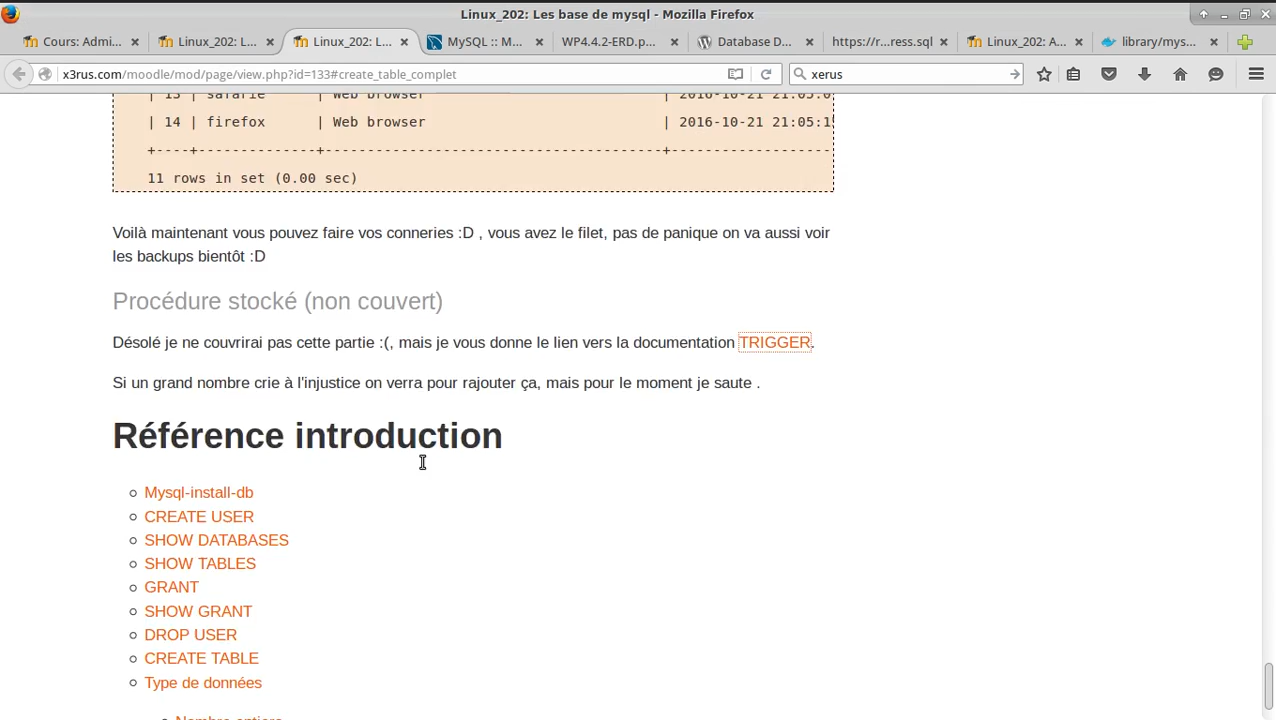 Linux_202: Les base de mysql - Mozilla Firefox
Cours: Admi... Linux_202: L... Linux_202: L... MySQL :: M... WP4.4.2-ERD.p... Database D... https://r...ress.sql Linux_202: A... library/mys...
x3rus.com/moodle/mod/page/view.php?id=133#create_table_complet xerus
| 13 | safarie | Web browser | 2016-10-21 21:05:0
| 14 | firefox | Web browser | 2016-10-21 21:05:1
+----+-------------+-------------------------------------+------------------
11 rows in set (0.00 sec)
Voilà maintenant vous pouvez faire vos conneries :D , vous avez le filet, pas de panique on va aussi voir
les backups bientôt :D
Procédure stocké (non couvert)
Désolé je ne couvrirai pas cette partie :(, mais je vous donne le lien vers la documentation TRIGGER.
Si un grand nombre crie à l'injustice on verra pour rajouter ça, mais pour le moment je saute .
Référence introduction
Mysql-install-db
CREATE USER
SHOW DATABASES
SHOW TABLES
GRANT
SHOW GRANT
DROP USER
CREATE TABLE
Type de données
Nombre entiers